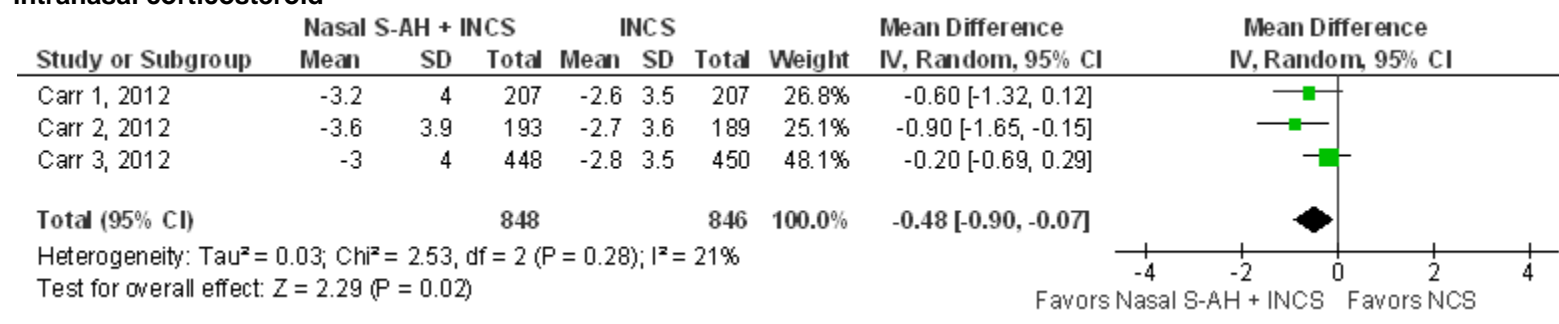 intranasal corticosteroid
Nasal S-AH + INCS INCS Mean Difference Mean Difference
Study or Subgroup Mean SD Total Mean SD Total Weight IV, Random, 95% CI IV, Random, 95% CI
Carr 1, 2012 -3.2 4 207 -2.6 3.5 207 26.8% -0.60 [-1.32, 0.12]
Carr 2, 2012 -3.6 3.9 193 -2.7 3.6 189 25.1% -0.90 [-1.65, -0.15]
Carr 3, 2012 -3 4 448 -2.8 3.5 450 48.1% -0.20 [-0.69, 0.29]
Total (95% CI) 848 846 100.0% -0.48 [-0.90, -0.07]
Heterogeneity: Tau² = 0.03; Chi² = 2.53, df = 2 (P = 0.28); I² = 21%
Test for overall effect: Z = 2.29 (P = 0.02)
-4 -2 0 2 4
Favors Nasal S-AH + INCS Favors NCS